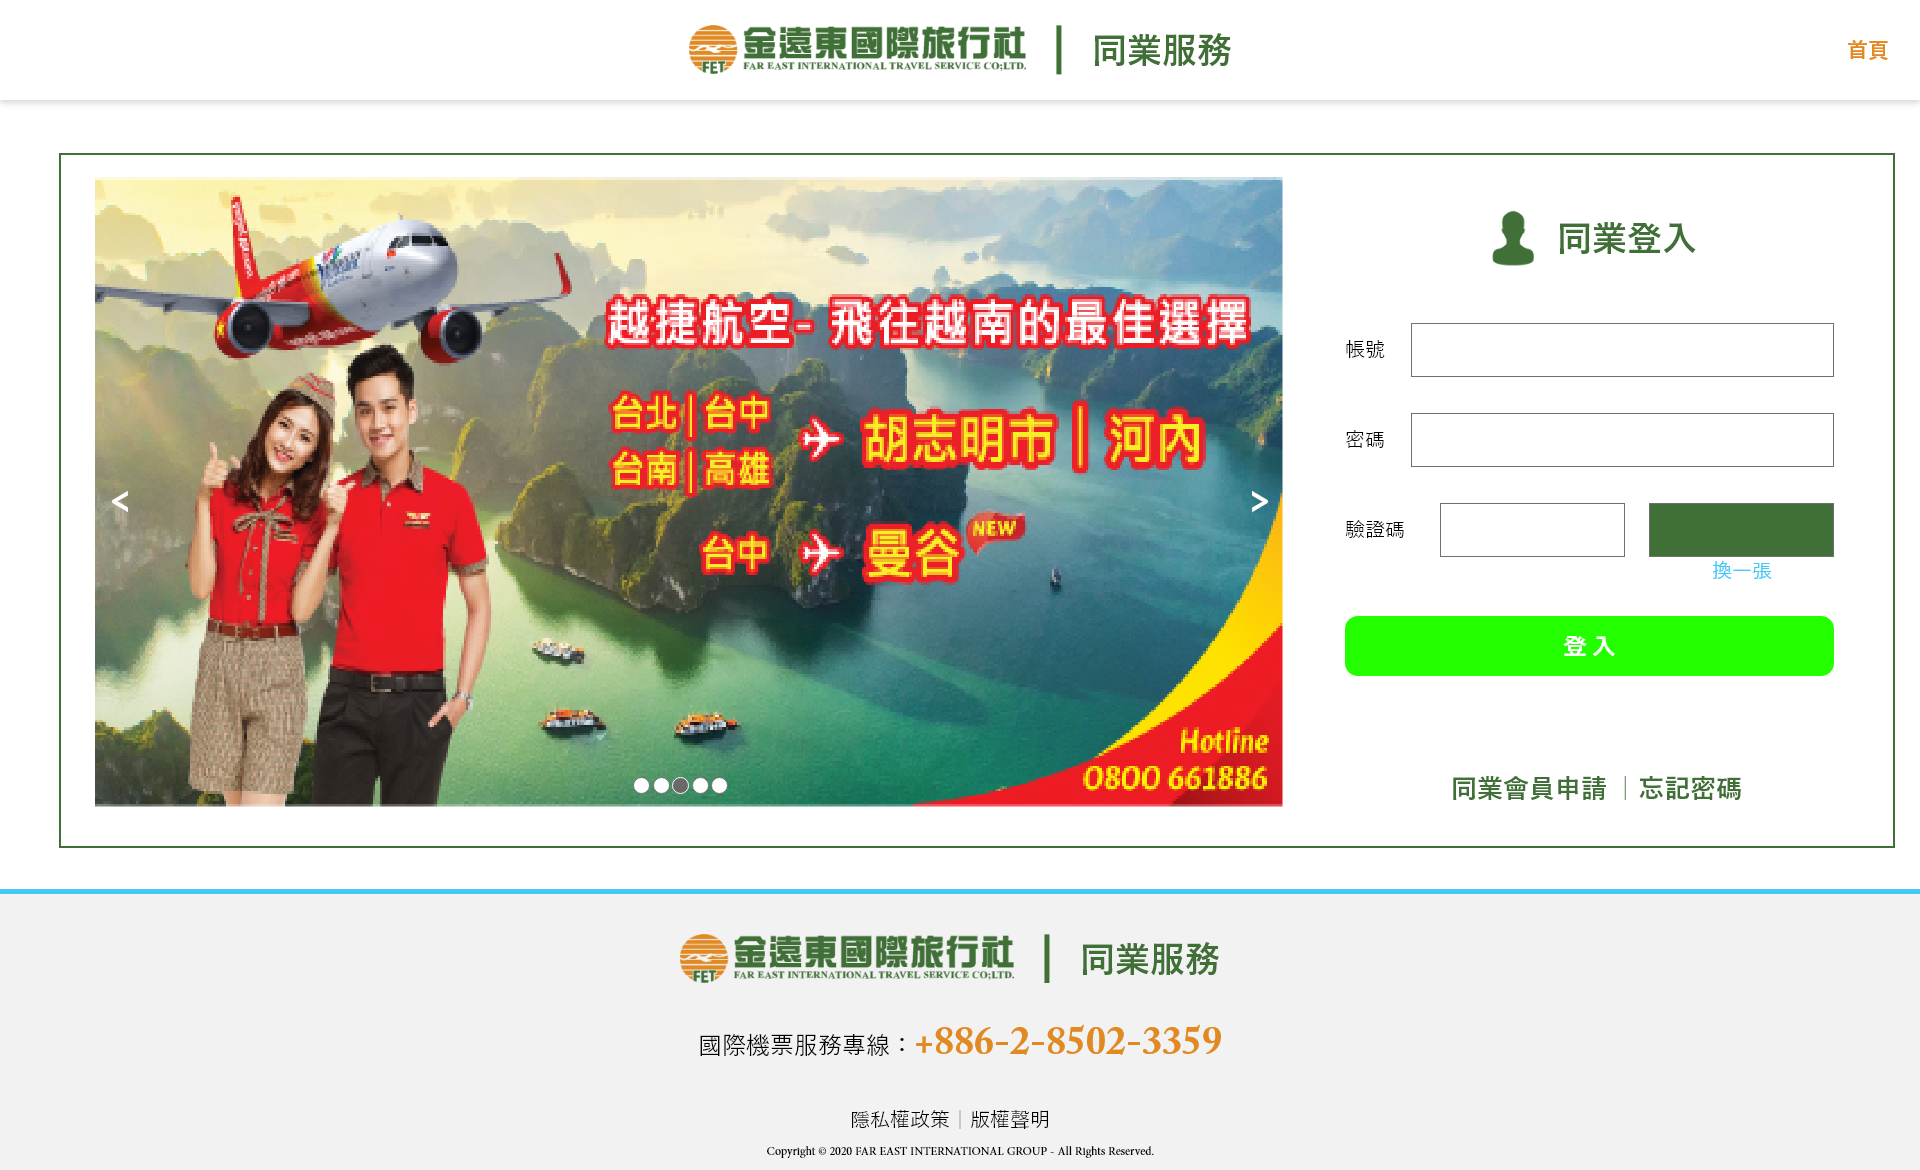 金遠東國際旅行社
FAR EAST INTERNATIONAL TRAVEL SERVICE CO;LTD.
FET
同業服務
首頁
越捷航空- 飛往越南的最佳選擇
台北|台中
台南|高雄
胡志明市|河內
台中
曼谷
NEW
<
>
Hotline
0800 661886
同業登入
帳號
密碼
驗證碼
換一張
登 入
同業會員申請 | 忘記密碼
金遠東國際旅行社
FAR EAST INTERNATIONAL TRAVEL SERVICE CO;LTD.
FET
同業服務
國際機票服務專線：+886-2-8502-3359
隱私權政策 | 版權聲明
Copyright © 2020 FAR EAST INTERNATIONAL GROUP - All Rights Reserved.